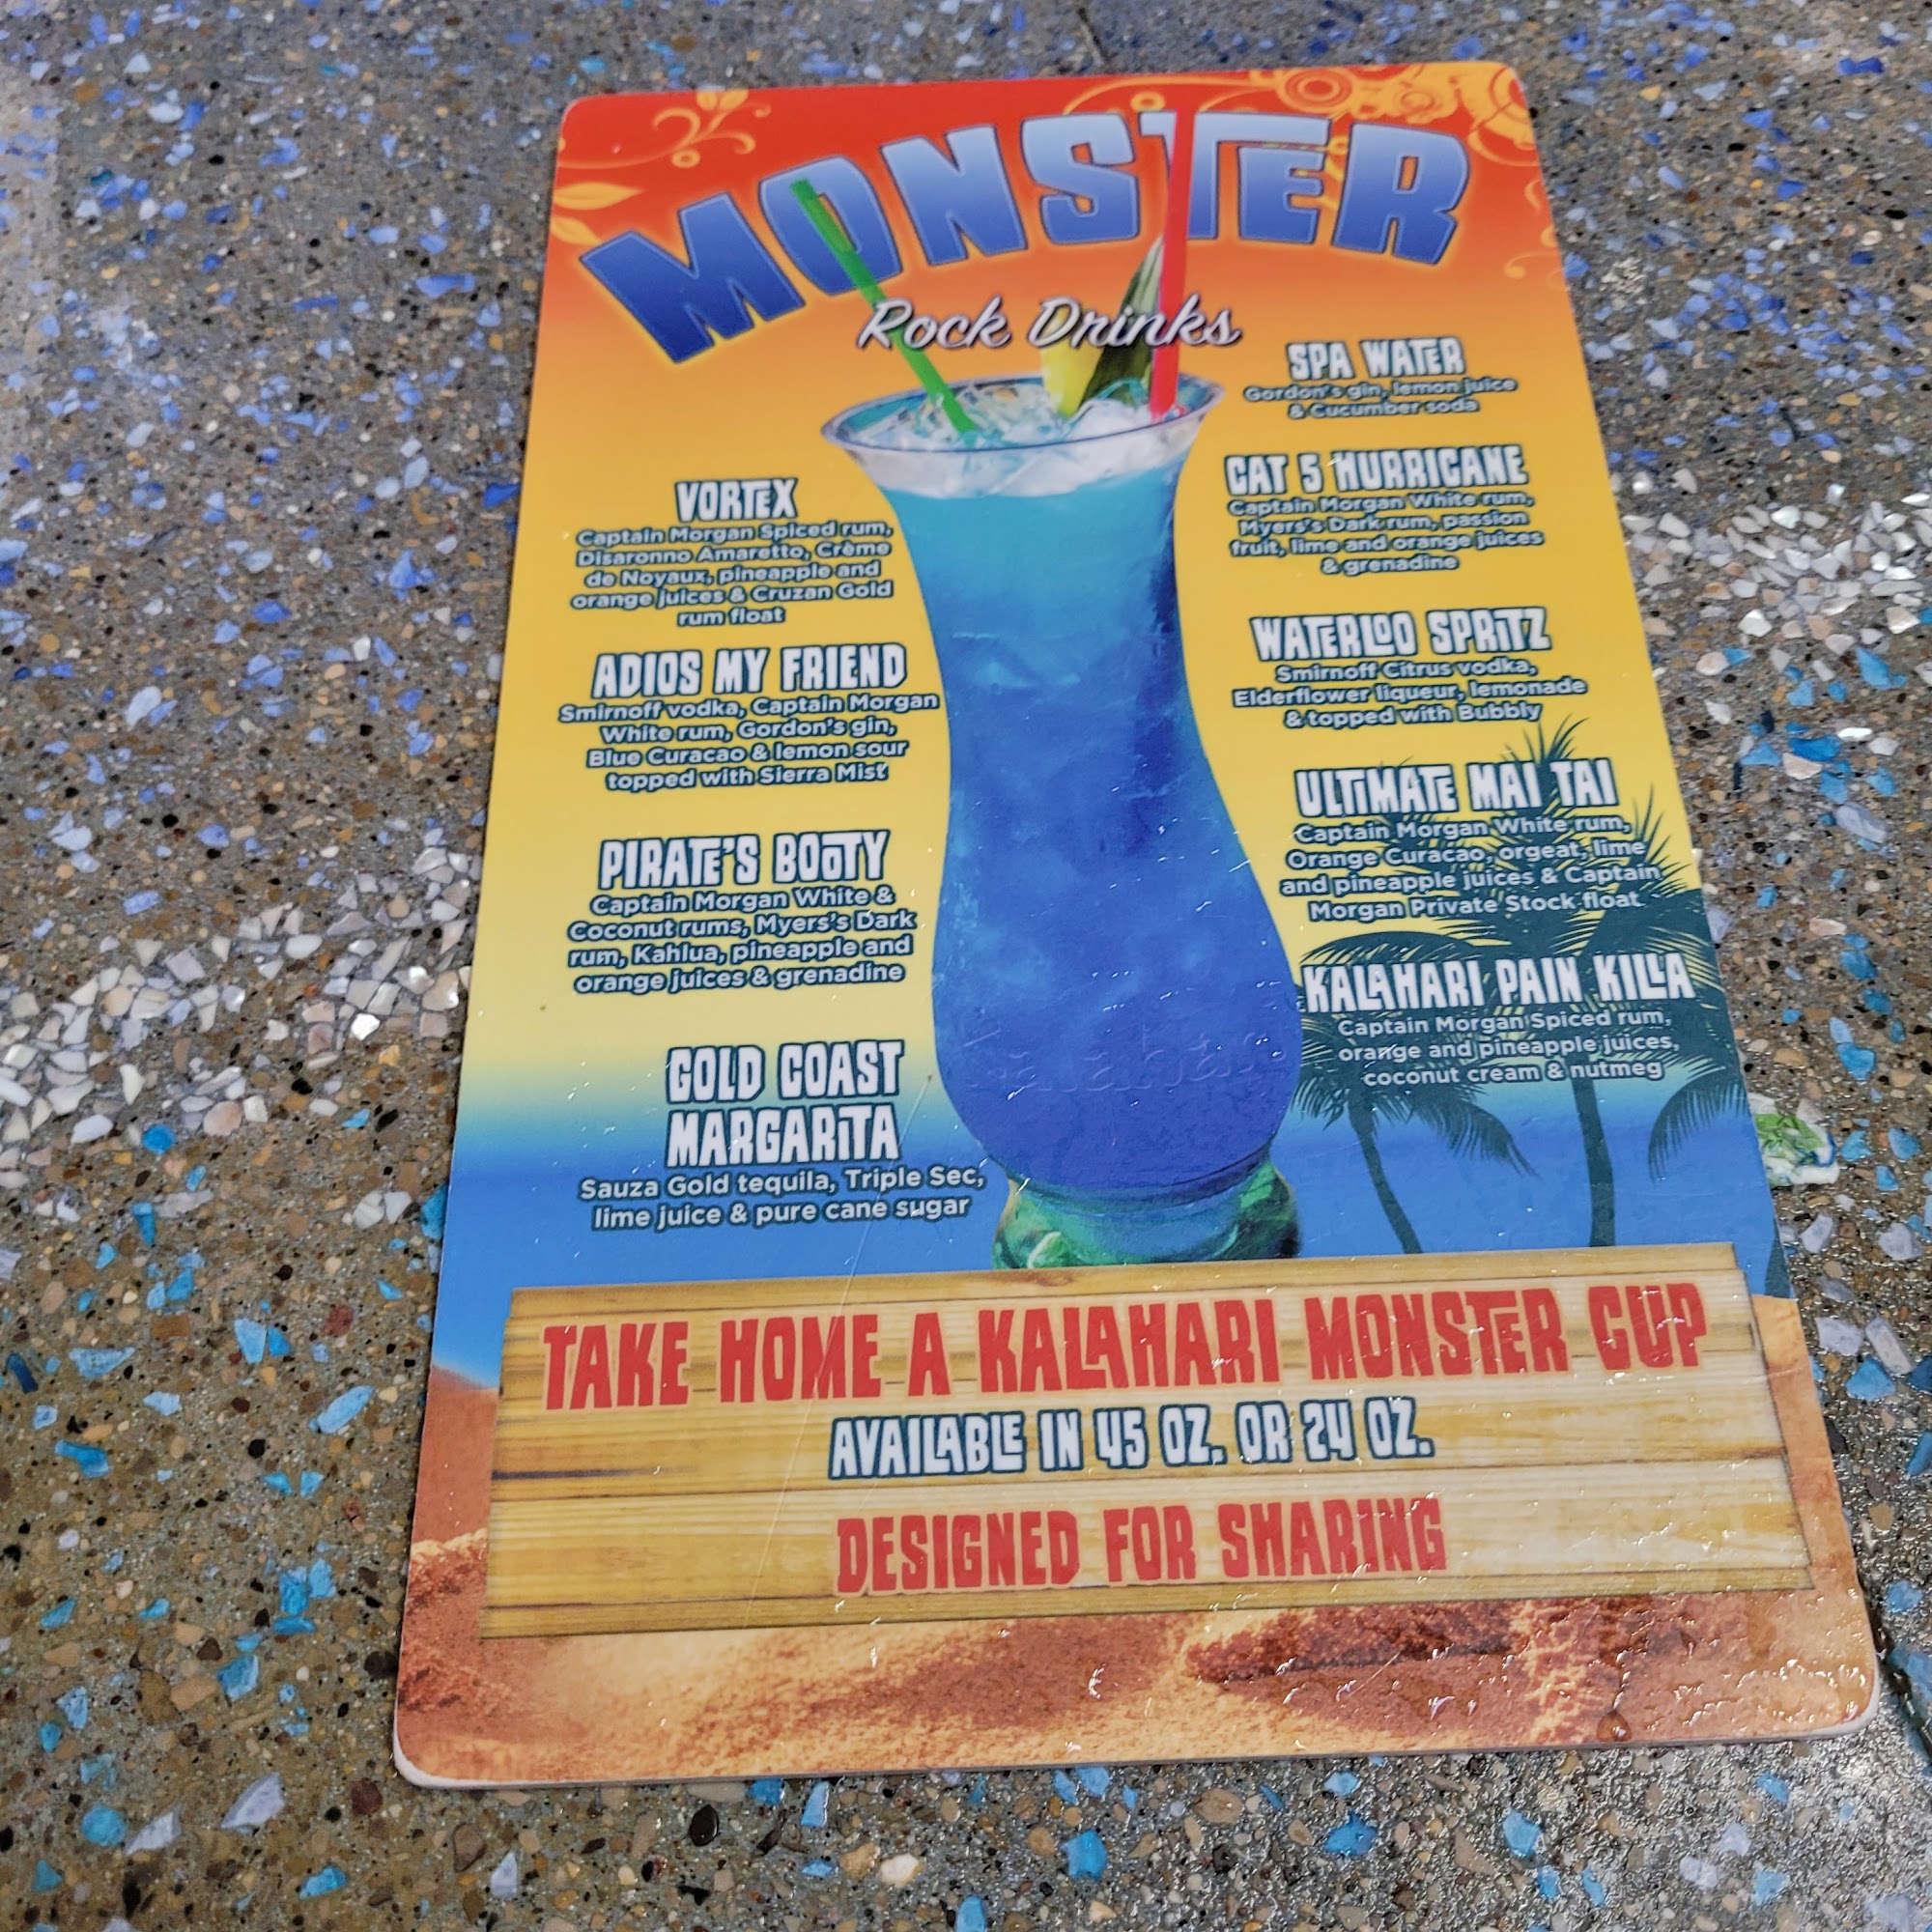 MONSTER
Rock Drinks
VORTEX
Captain Morgan Spiced rum,
Disaronno Amaretto, Crème
de Noyaux, pineapple and
orange juices & Cruzan Gold
rum float
ADIOS MY FRIEND
Smirnoff vodka, Captain Morgan
White rum, Gordon's gin,
Blue Curacao & lemon sour
topped with Sierra Mist
PIRATE'S BOOTY
Captain Morgan White &
Coconut rums, Myers's Dark
rum, Kahlua, pineapple and
orange juices & grenadine
GOLD COAST
MARGARITA
Sauza Gold tequila, Triple Sec,
lime juice & pure cane sugar
SPA WATER
Gordon's gin, lemon juice
& Cucumber soda
CAT 5 HURRICANE
Captain Morgan White rum,
Myers's Dark rum, passion
fruit, lime and orange juices
& grenadine
WATERLOO SPRITZ
Smirnoff Citrus vodka,
Elderflower liqueur, lemonade
& topped with Bubbly
ULTIMATE MAI TAI
Captain Morgan White rum,
Orange Curacao, orgeat, lime
and pineapple juices & Captain
Morgan Private Stock float
KALAHARI PAIN KILLA
Captain Morgan Spiced rum,
orange and pineapple juices,
coconut cream & nutmeg
Kalahari
TAKE HOME A KALAHARI MONSTER CUP
AVAILABLE IN 45 OZ. OR 24 OZ.
DESIGNED FOR SHARING